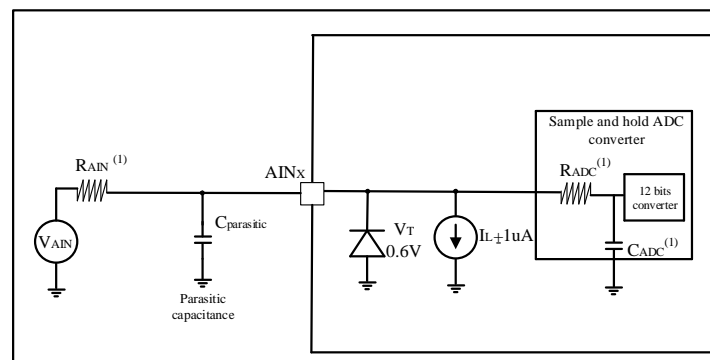 Sample and hold ADC
converter
RAIN (1)
AINX
RADC(1)
12 bits
converter
VAIN
Cparasitic
VT
0.6V
IL±1uA
CADC(1)
Parasitic
capacitance